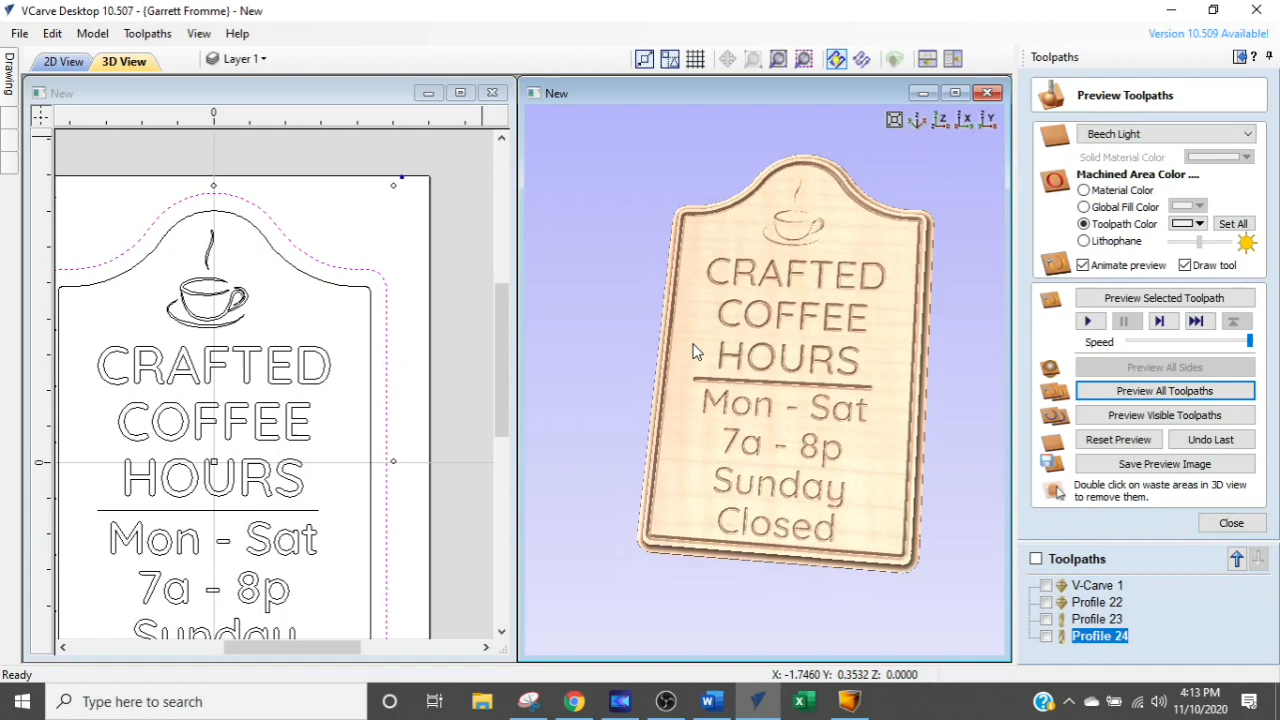 VCarve Desktop 10.507 - {Garrett Fromme} - New
File Edit Model Toolpaths View Help
Version 10.509 Available!
2D View 3D View Layer 1
Toolpaths
Drawing
New
0
0
CRAFTED
COFFEE
HOURS
Mon - Sat
7a - 8p
Sunday
New
Z X Y
CRAFTED
COFFEE
HOURS
Mon - Sat
7a - 8p
Sunday
Closed
Preview Toolpaths
Beech Light
Solid Material Color
Machined Area Color ....
Material Color
Global Fill Color
Toolpath Color Set All
Lithophane
Animate preview Draw tool
Preview Selected Toolpath
Speed
Preview All Sides
Preview All Toolpaths
Preview Visible Toolpaths
Reset Preview Undo Last
Save Preview Image
Double click on waste areas in 3D view
to remove them.
Close
Toolpaths
V-Carve 1
Profile 22
Profile 23
Profile 24
Ready
X: -1.7460 Y: 0.3532 Z: 0.0000
Type here to search
4:13 PM
11/10/2020